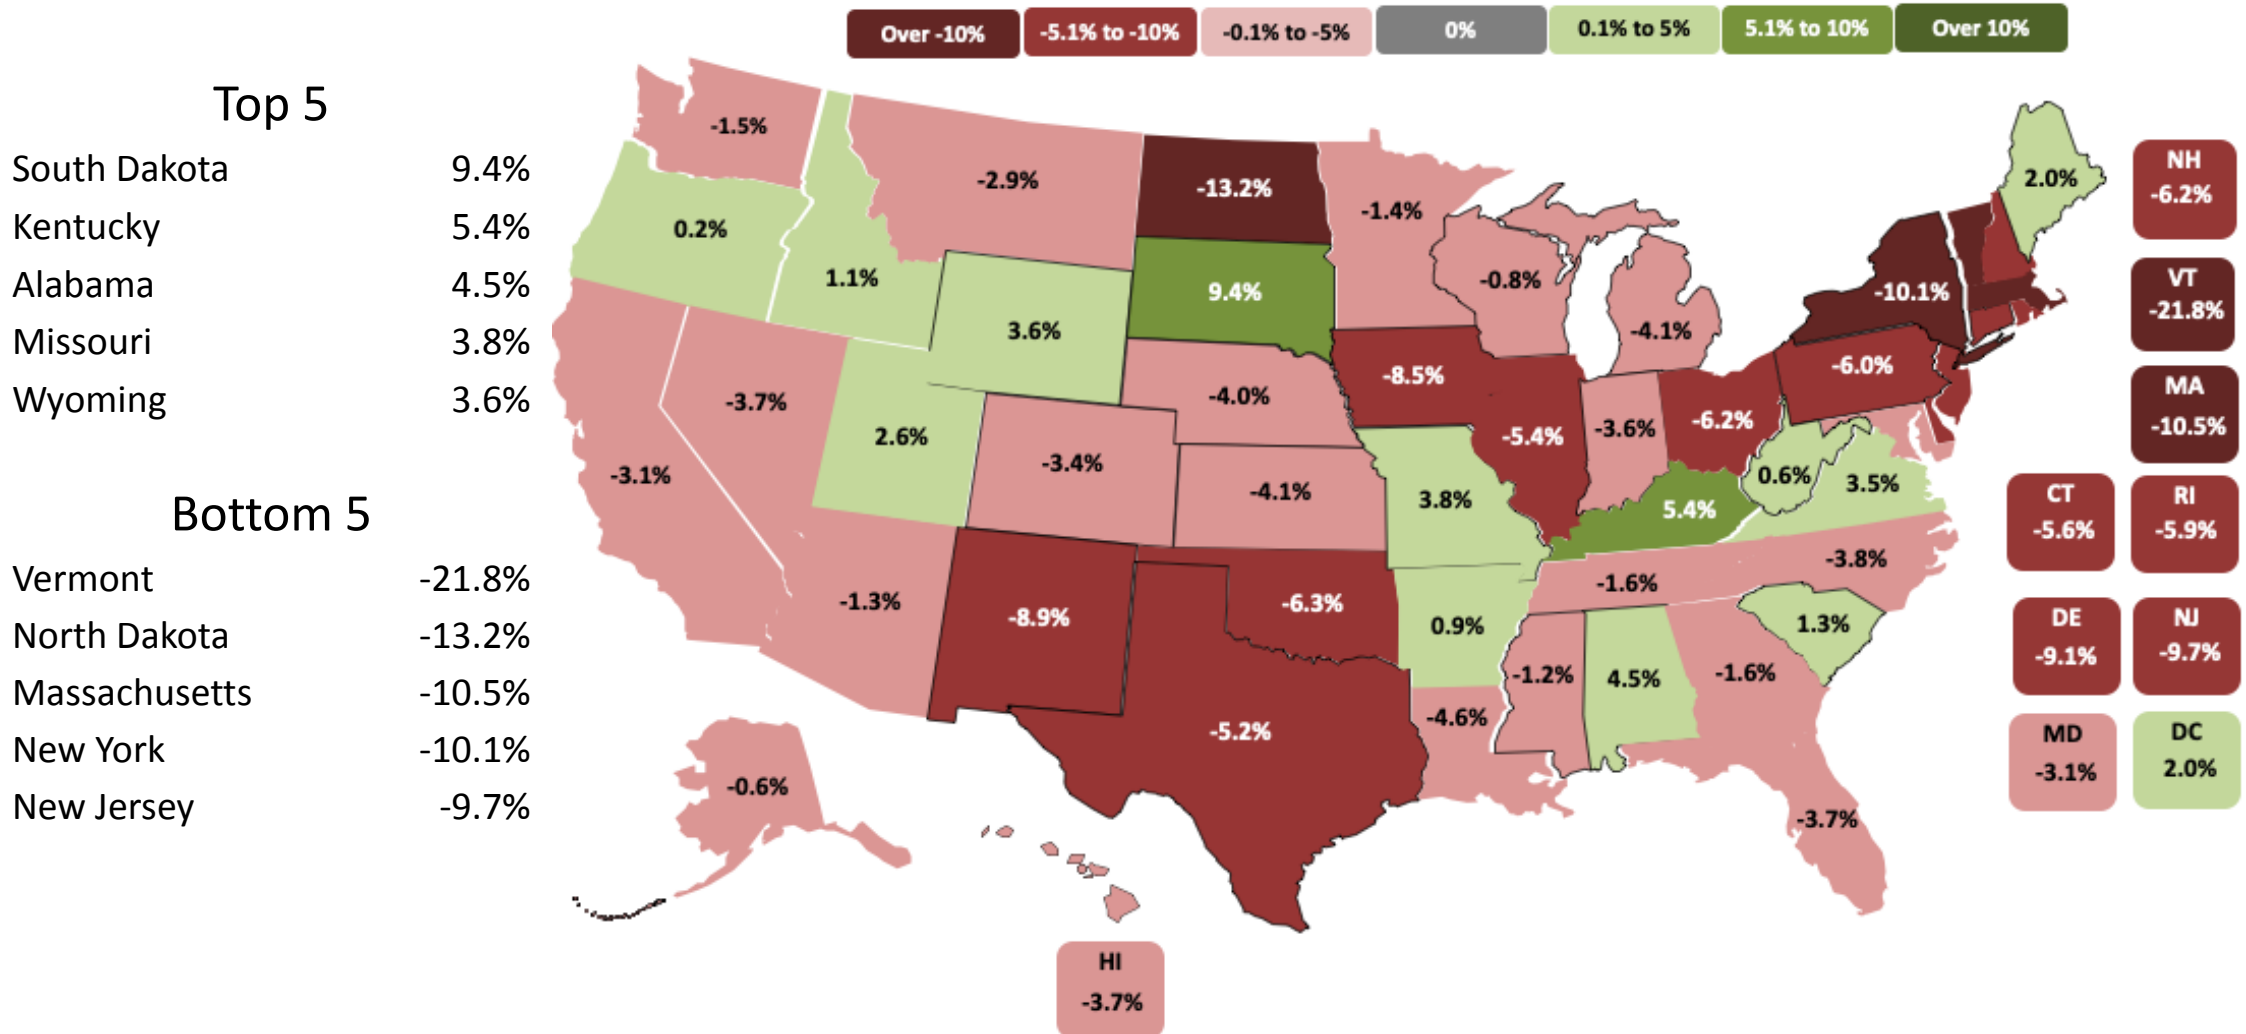 Over -10% -5.1% to -10% -0.1% to -5% 0% 0.1% to 5% 5.1% to 10% Over 10%
Top 5
South Dakota 9.4%
Kentucky 5.4%
Alabama 4.5%
Missouri 3.8%
Wyoming 3.6%
Bottom 5
Vermont -21.8%
North Dakota -13.2%
Massachusetts -10.5%
New York -10.1%
New Jersey -9.7%
-1.5%
-2.9%
-13.2%
-1.4%
2.0%
0.2%
1.1%
3.6%
9.4%
-0.8%
-4.1%
-10.1%
-3.7%
2.6%
-4.0%
-8.5%
-5.4%
-3.6%
-6.2%
-6.0%
-3.1%
-3.4%
-4.1%
3.8%
5.4%
0.6%
3.5%
-1.3%
-8.9%
-6.3%
0.9%
-1.6%
-3.8%
-5.2%
-4.6%
-1.2%
4.5%
-1.6%
1.3%
-0.6%
-3.7%
NH
-6.2%
VT
-21.8%
MA
-10.5%
CT
-5.6%
RI
-5.9%
DE
-9.1%
NJ
-9.7%
MD
-3.1%
DC
2.0%
HI
-3.7%